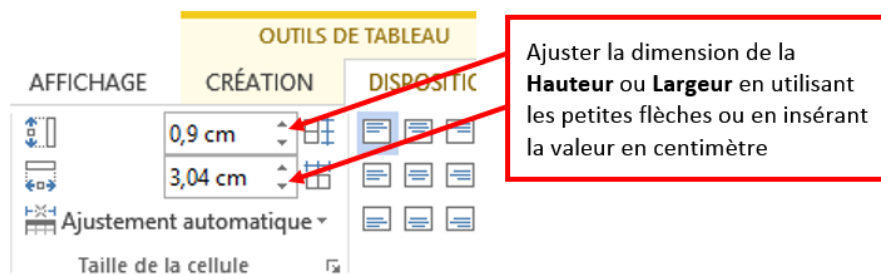 OUTILS DE TABLEAU
AFFICHAGE CRÉATION DISPOSITIC
0,9 cm
3,04 cm
Ajustement automatique
Taille de la cellule
Ajuster la dimension de la
Hauteur ou Largeur en utilisant
les petites flèches ou en insérant
la valeur en centimètre